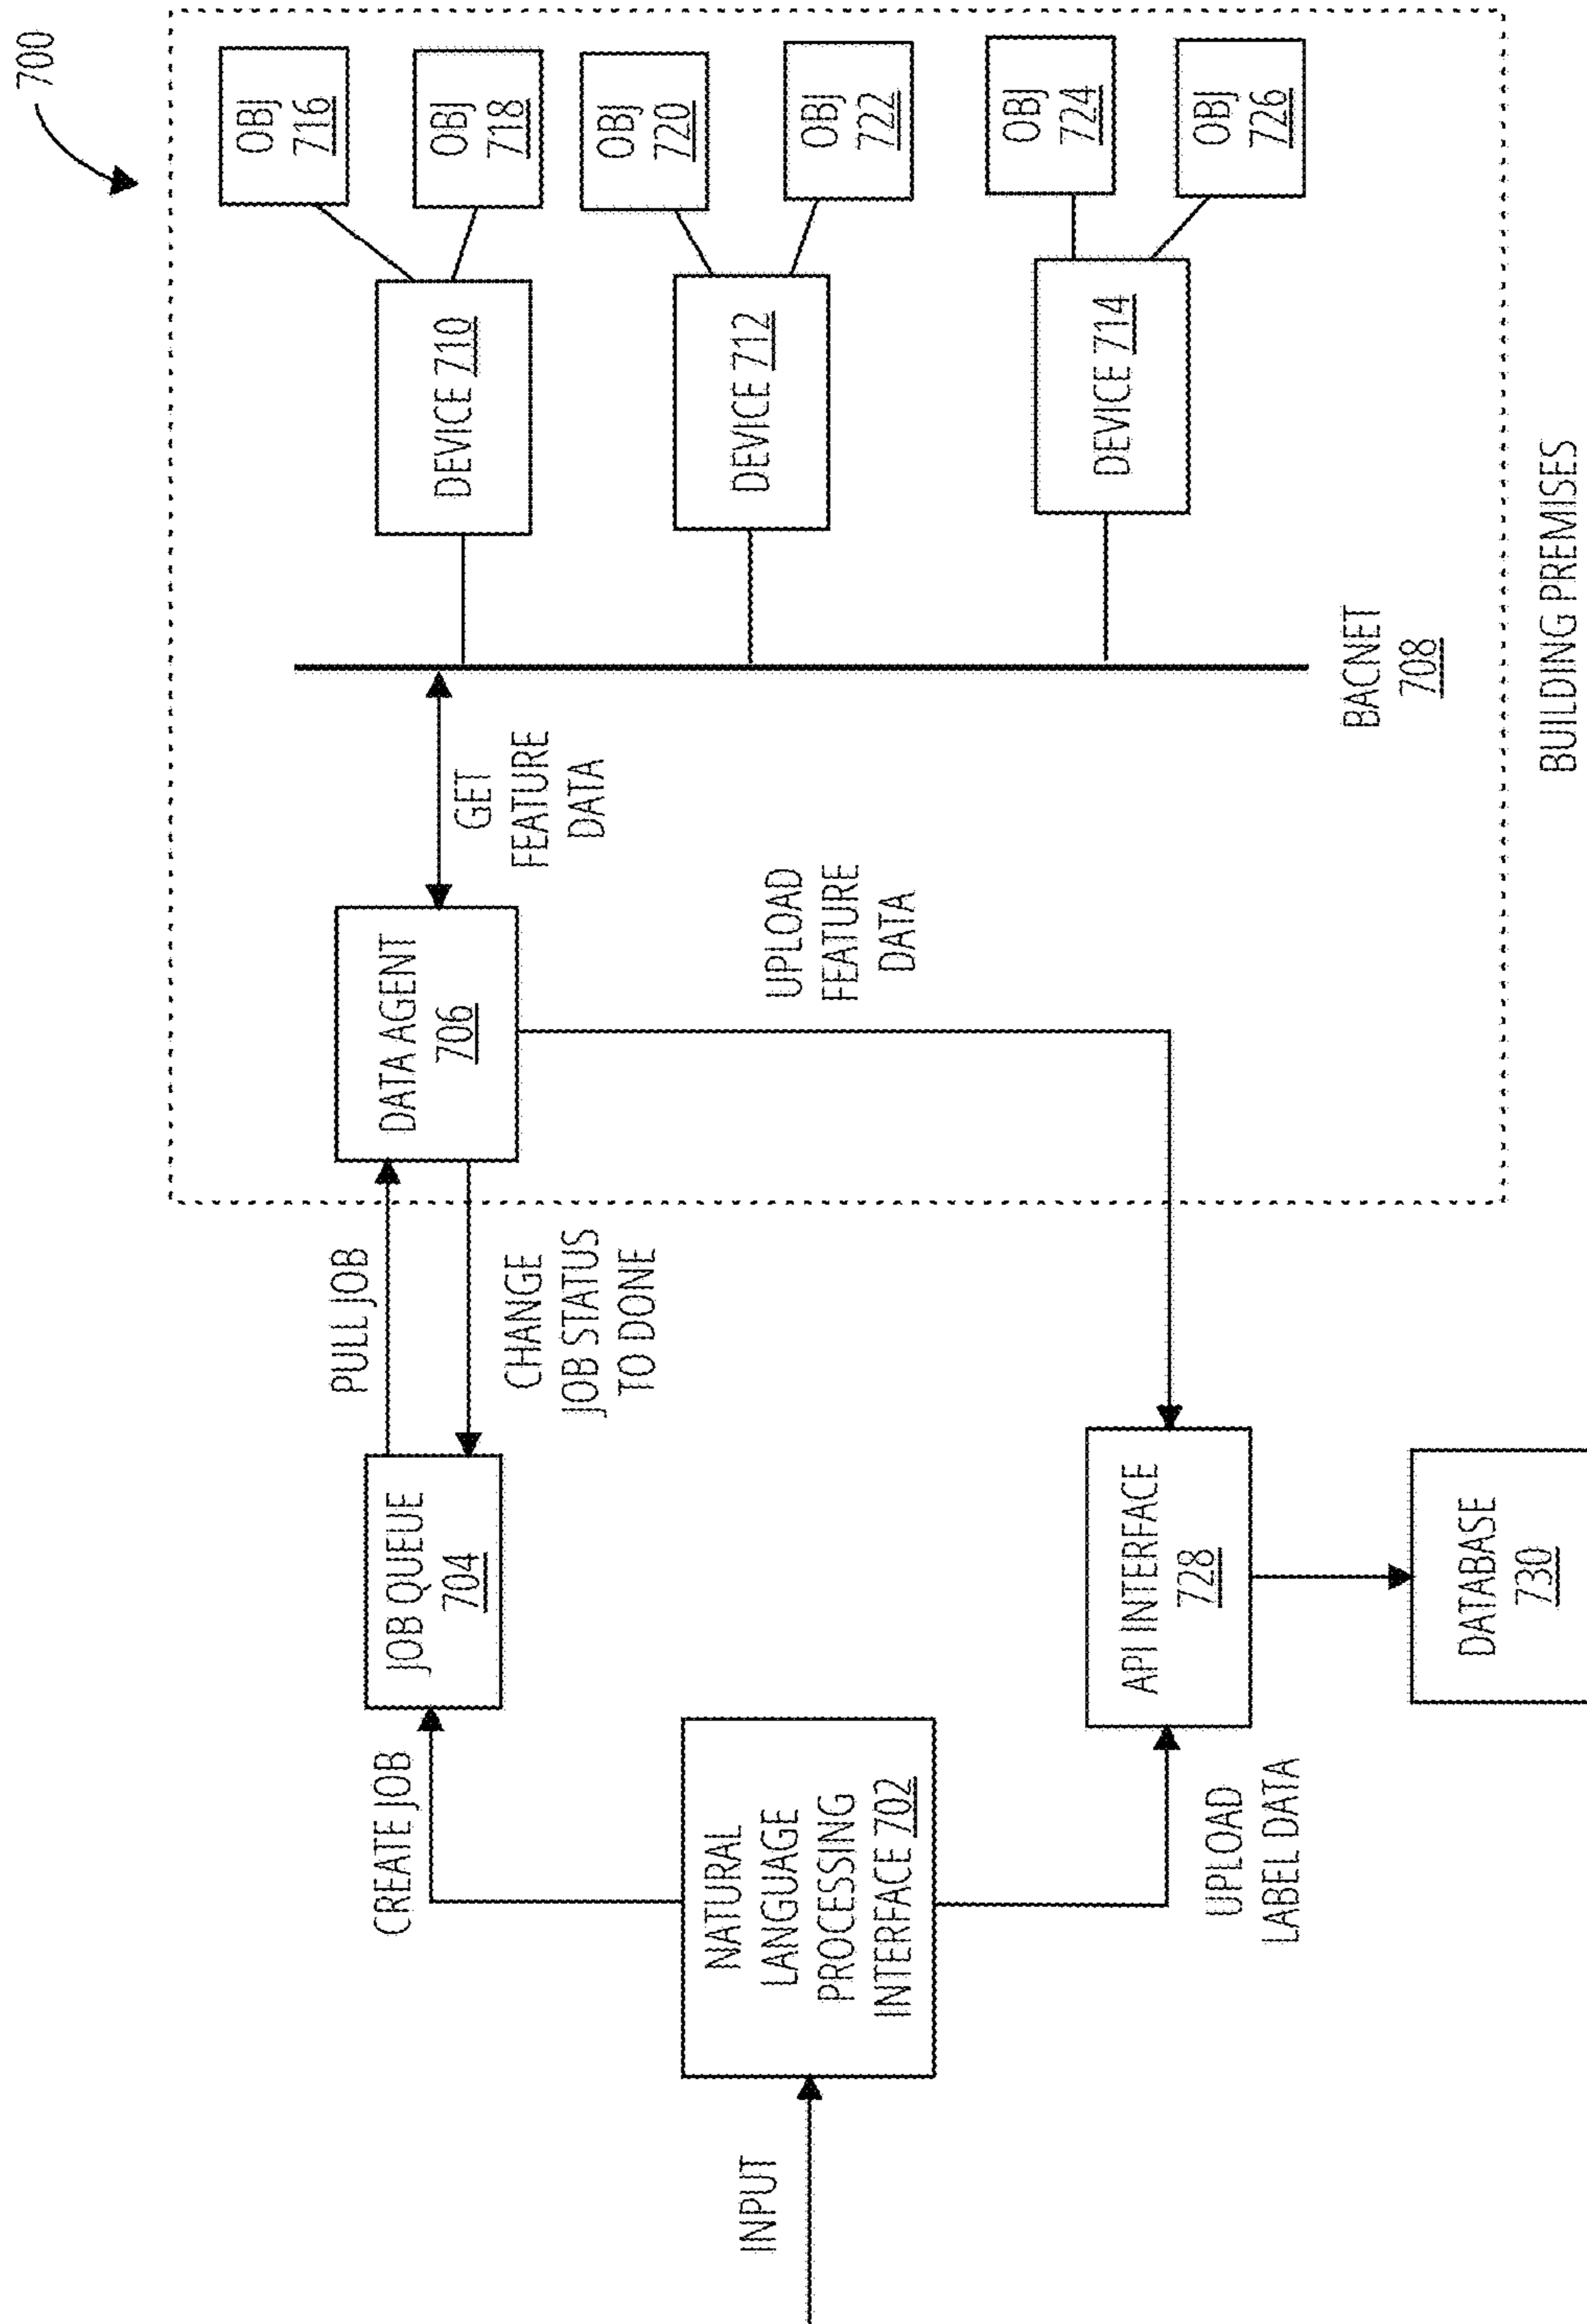 700
INPUT
NATURAL
LANGUAGE
PROCESSING
INTERFACE 702
CREATE JOB
JOB QUEUE
704
PULL JOB
CHANGE
JOB STATUS
TO DONE
DATA AGENT
706
GET
FEATURE
DATA
UPLOAD
FEATURE
DATA
UPLOAD
LABEL DATA
API INTERFACE
728
DATABASE
730
BACNET
708
DEVICE 710
DEVICE 712
DEVICE 714
OBJ
716
OBJ
718
OBJ
720
OBJ
722
OBJ
724
OBJ
726
BUILDING PREMISES